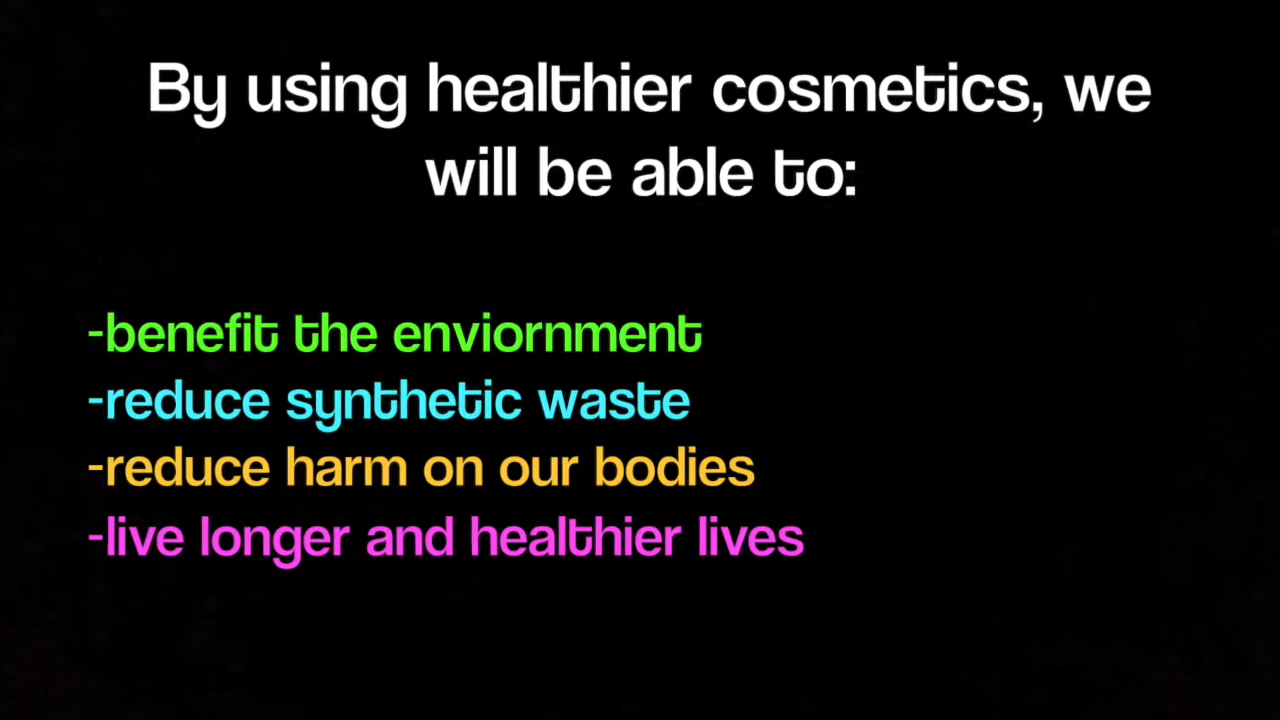 By using healthier cosmetics, we
will be able to:
-benefit the enviornment
-reduce synthetic waste
-reduce harm on our bodies
-live longer and healthier lives